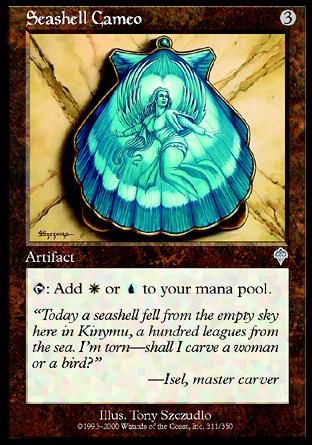 Seashell Cameo 3
Artifact
: Add or to your mana pool.
“Today a seashell fell from the empty sky
here in Kinymu, a hundred leagues from
the sea. I’m torn—shall I carve a woman
or a bird?”
—Isel, master carver
Illus. Tony Szczudlo
©1993–2000 Wizards of the Coast, Inc. 311/350